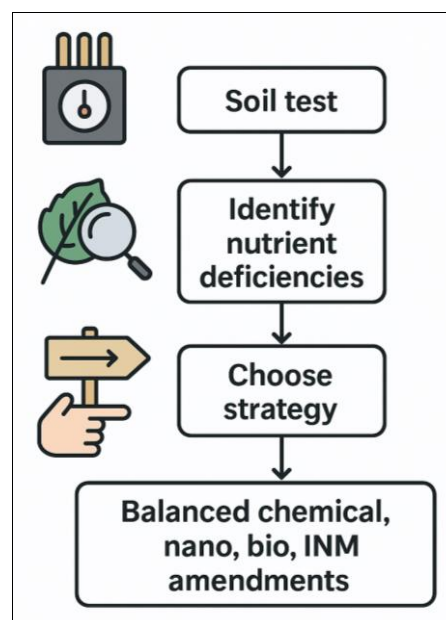 Soil test
Identify
nutrient
deficiencies
Choose
strategy
Balanced chemical,
nano, bio, INM
amendments